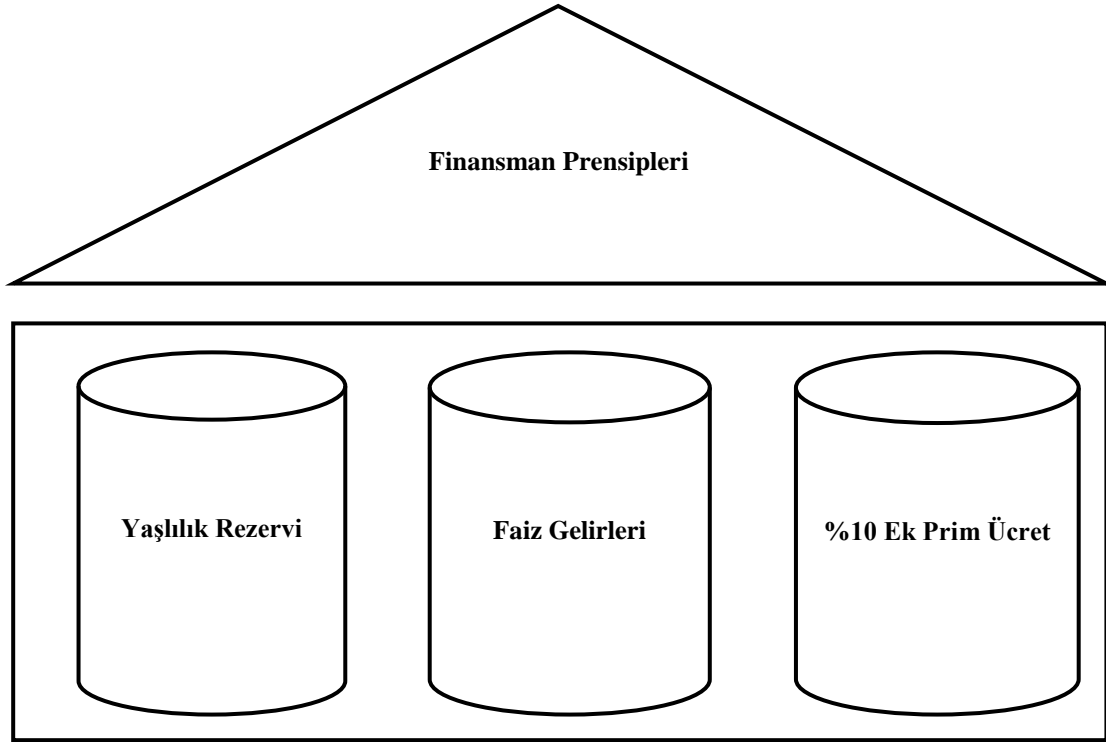 Finansman Prensipleri
Yaşlılık Rezervi
Faiz Gelirleri
%10 Ek Prim Ücret